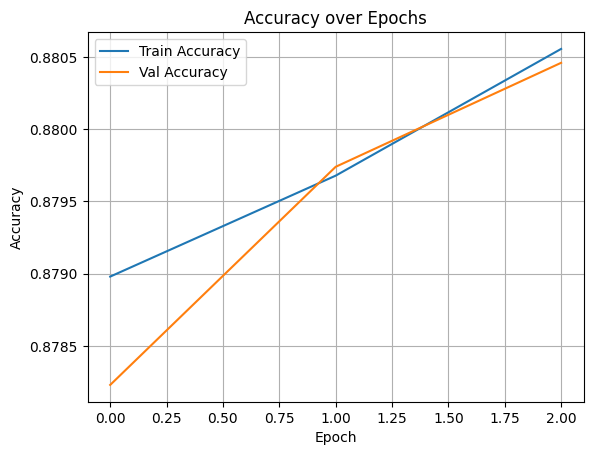 Accuracy over Epochs
Train Accuracy
Val Accuracy
0.8805
0.8800
0.8795
0.8790
0.8785
Accuracy
0.00 0.25 0.50 0.75 1.00 1.25 1.50 1.75 2.00
Epoch